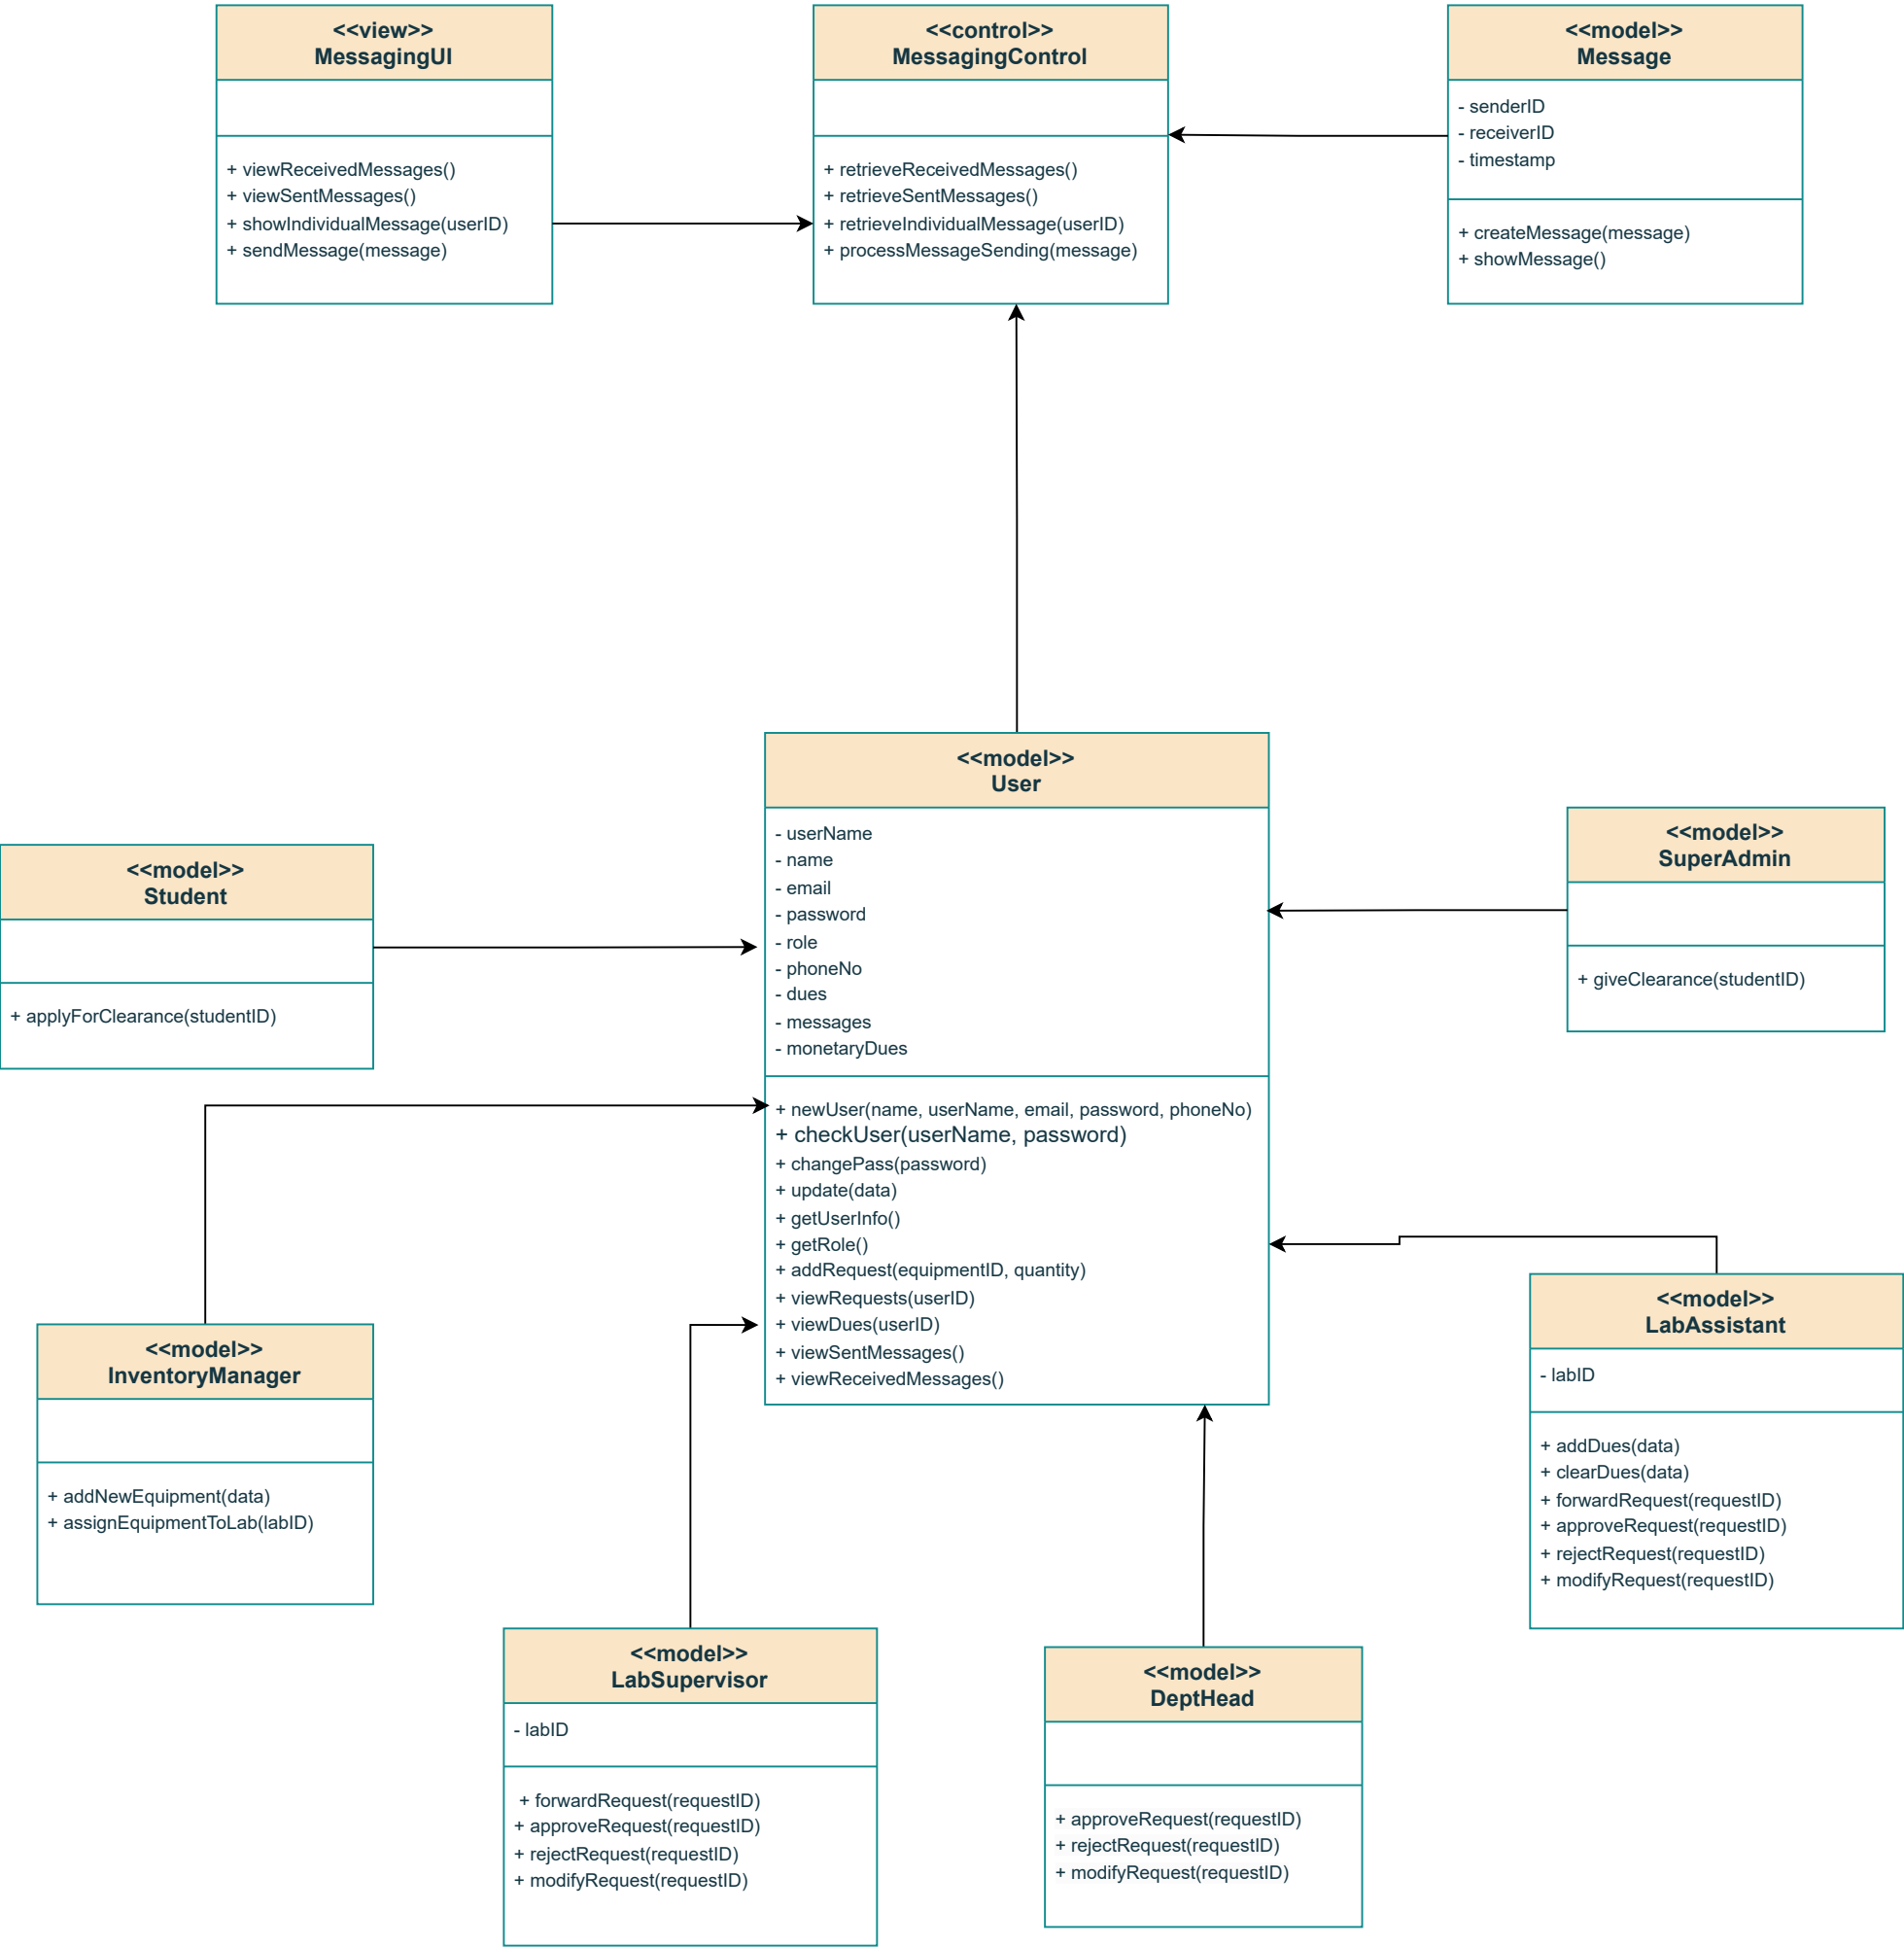 <<view>>
MessagingUI
+ viewReceivedMessages()
+ viewSentMessages()
+ showIndividualMessage(userID)
+ sendMessage(message)
<<control>>
MessagingControl
+ retrieveReceivedMessages()
+ retrieveSentMessages()
+ retrieveIndividualMessage(userID)
+ processMessageSending(message)
<<model>>
Message
- senderID
- receiverID
- timestamp
+ createMessage(message)
+ showMessage()
<<model>>
User
- userName
- name
- email
- password
- role
- phoneNo
- dues
- messages
- monetaryDues
+ newUser(name, userName, email, password, phoneNo)
+ checkUser(userName, password)
+ changePass(password)
+ update(data)
+ getUserInfo()
+ getRole()
+ addRequest(equipmentID, quantity)
+ viewRequests(userID)
+ viewDues(userID)
+ viewSentMessages()
+ viewReceivedMessages()
<<model>>
Student
+ applyForClearance(studentID)
<<model>>
SuperAdmin
+ giveClearance(studentID)
<<model>>
InventoryManager
+ addNewEquipment(data)
+ assignEquipmentToLab(labID)
<<model>>
LabAssistant
- labID
+ addDues(data)
+ clearDues(data)
+ forwardRequest(requestID)
+ approveRequest(requestID)
+ rejectRequest(requestID)
+ modifyRequest(requestID)
<<model>>
LabSupervisor
- labID
+ forwardRequest(requestID)
+ approveRequest(requestID)
+ rejectRequest(requestID)
+ modifyRequest(requestID)
<<model>>
DeptHead
+ approveRequest(requestID)
+ rejectRequest(requestID)
+ modifyRequest(requestID)